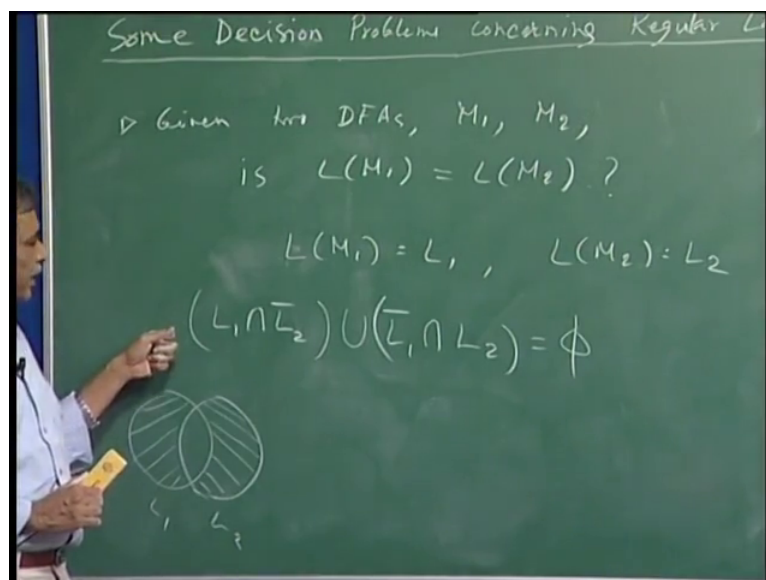 Some Decision Problems concerning Regular
▷ Given two DFAs, M₁, M₂,
is L(M₁) = L(M₂) ?
L(M₁) = L₁, L(M₂) = L₂
(L₁ ∩ L̅₂) ∪ (L̅₁ ∩ L₂) = ϕ
L₁ L₂